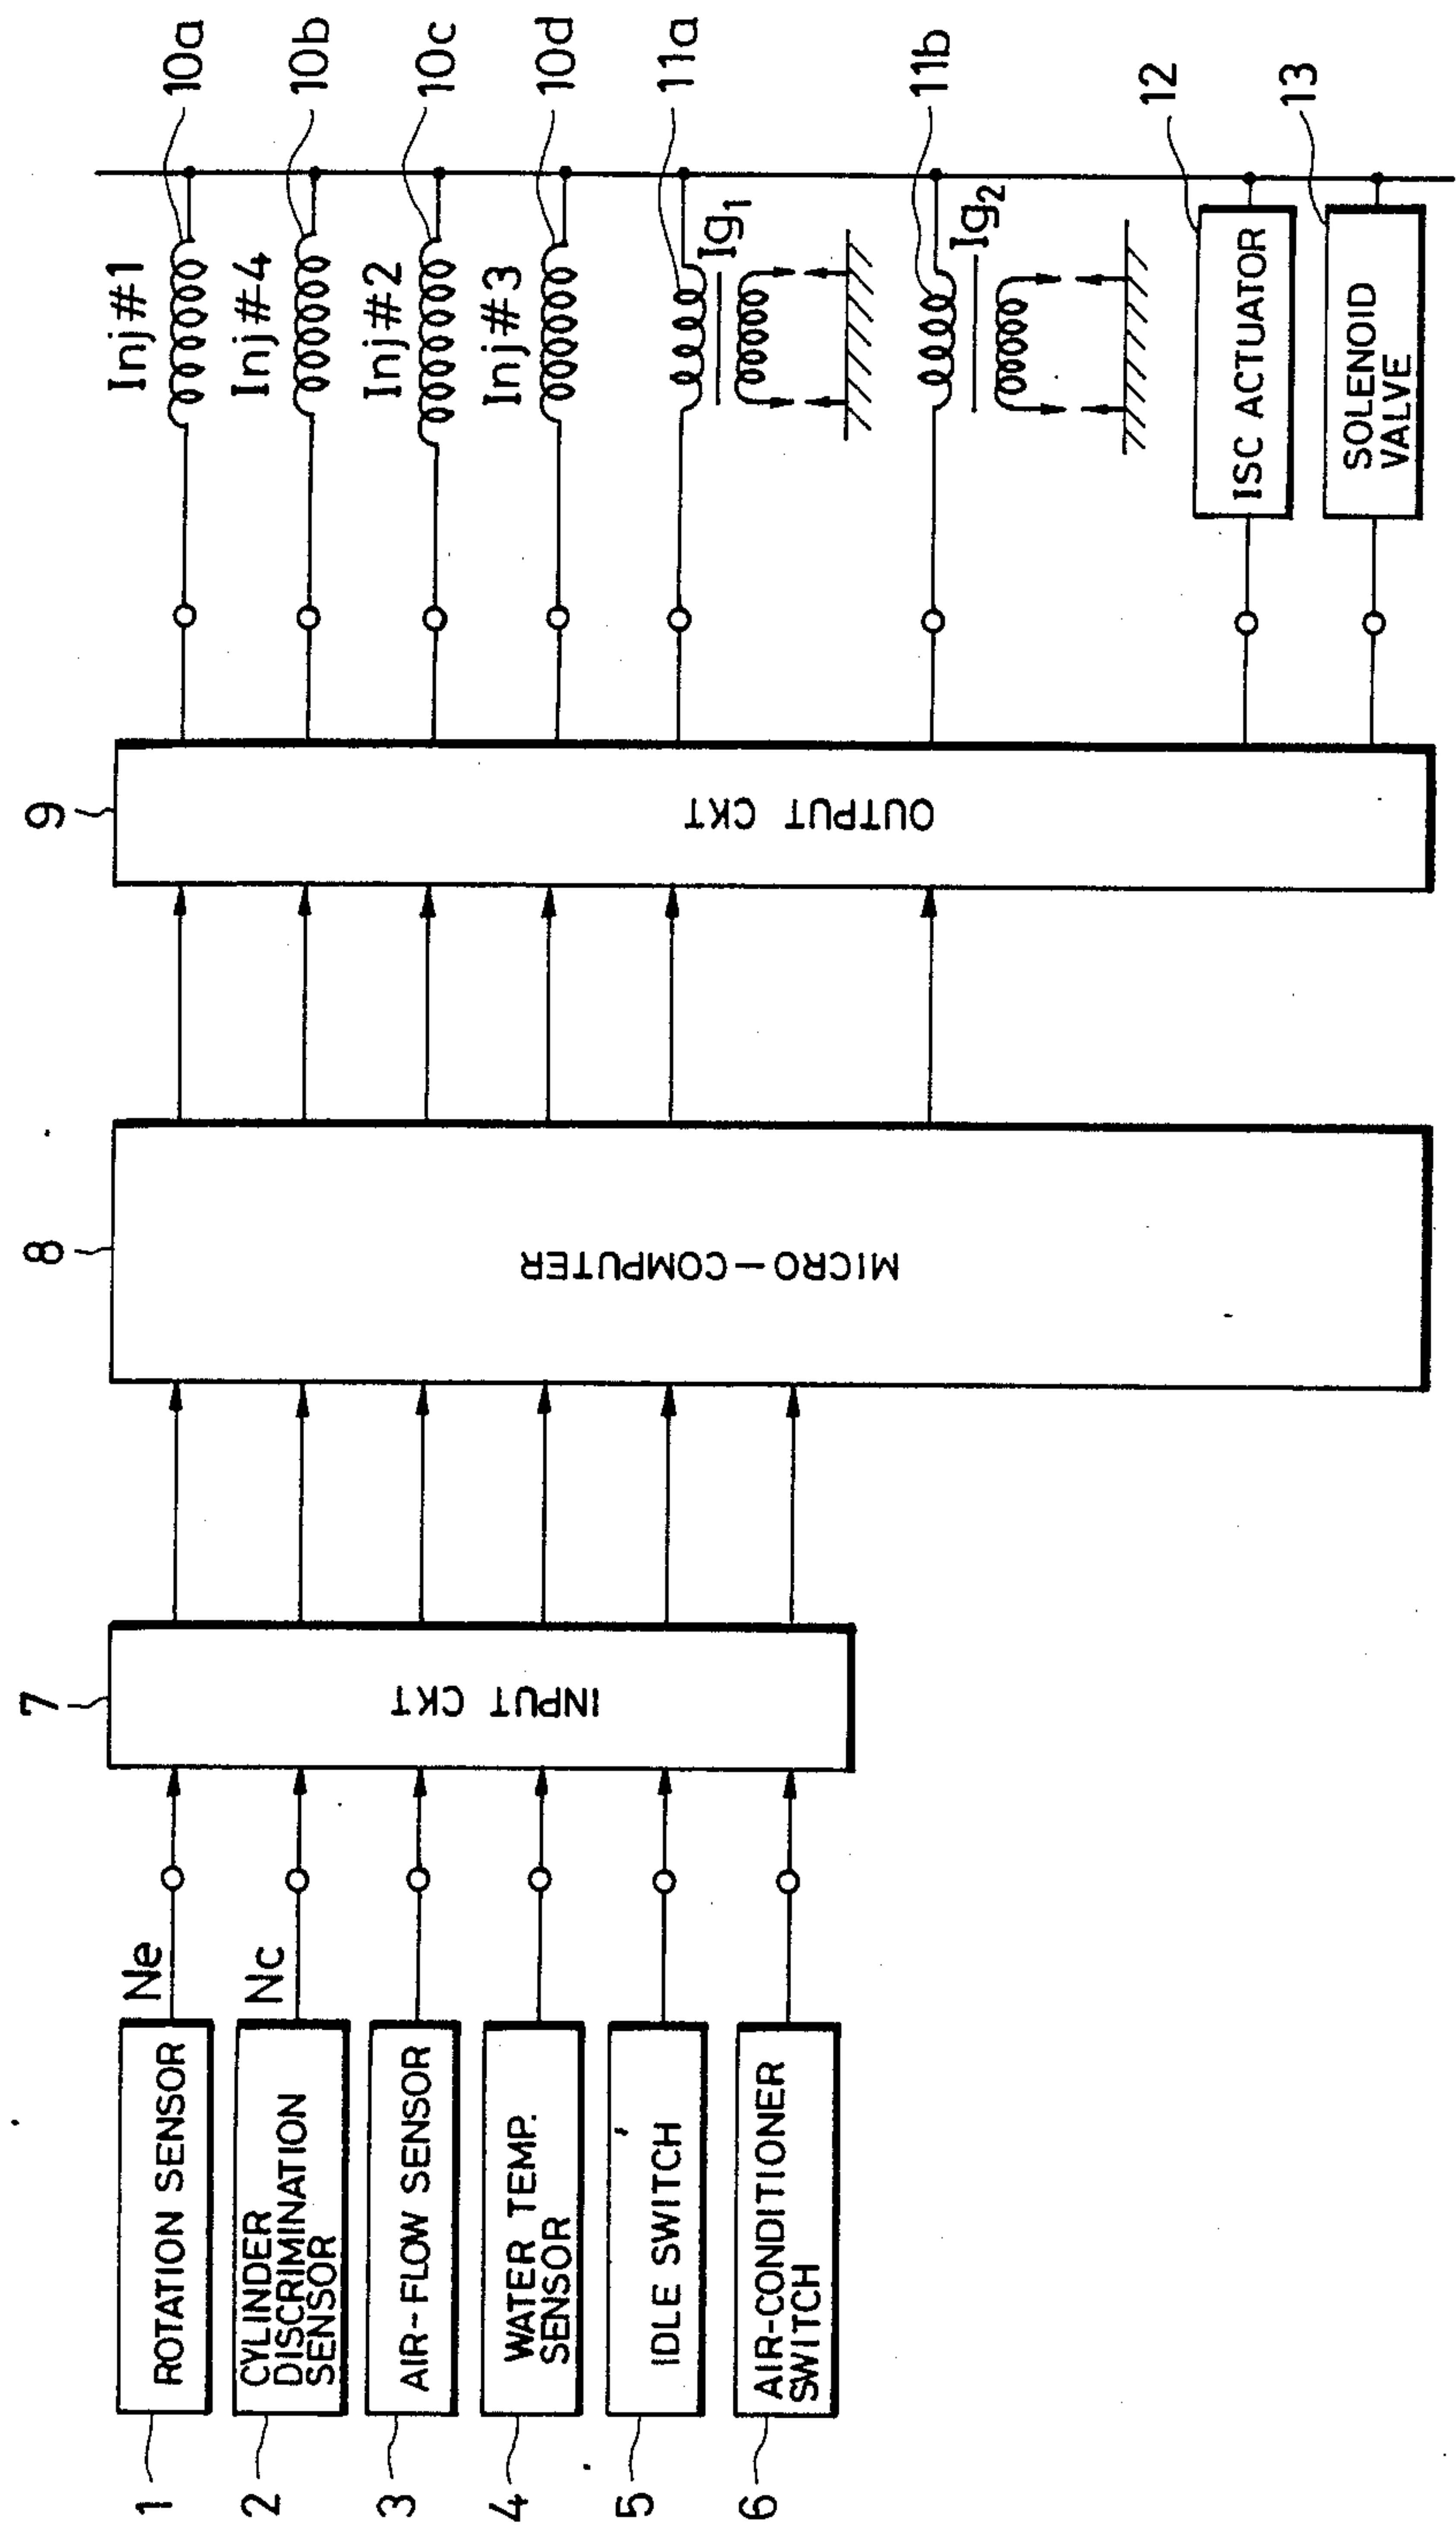 1
ROTATION SENSOR
Ne
2
CYLINDER
DISCRIMINATION
SENSOR
Nc
3
AIR-FLOW SENSOR
4
WATER TEMP.
SENSOR
5
IDLE SWITCH
6
AIR-CONDITIONER
SWITCH
7
INPUT CKT
8
MICRO-COMPUTER
9
OUTPUT CKT
Inj#1
10a
Inj#4
10b
Inj#2
10c
Inj#3
10d
Ig1
11a
Ig2
11b
12
ISC ACTUATOR
13
SOLENOID
VALVE